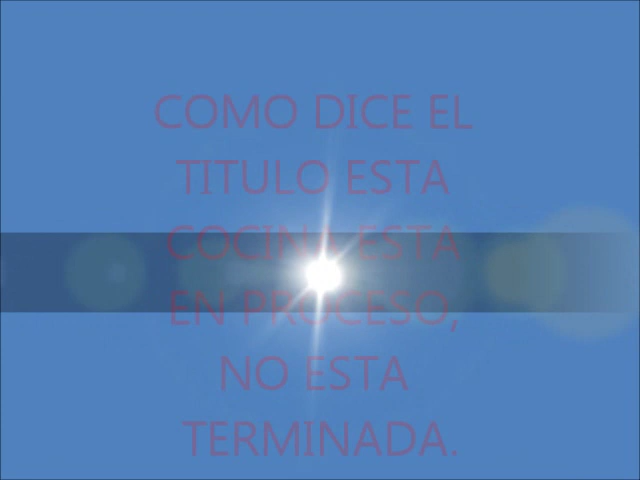 COMO DICE EL
TITULO ESTA
COCINA ESTA
EN PROCESO,
NO ESTA
TERMINADA.